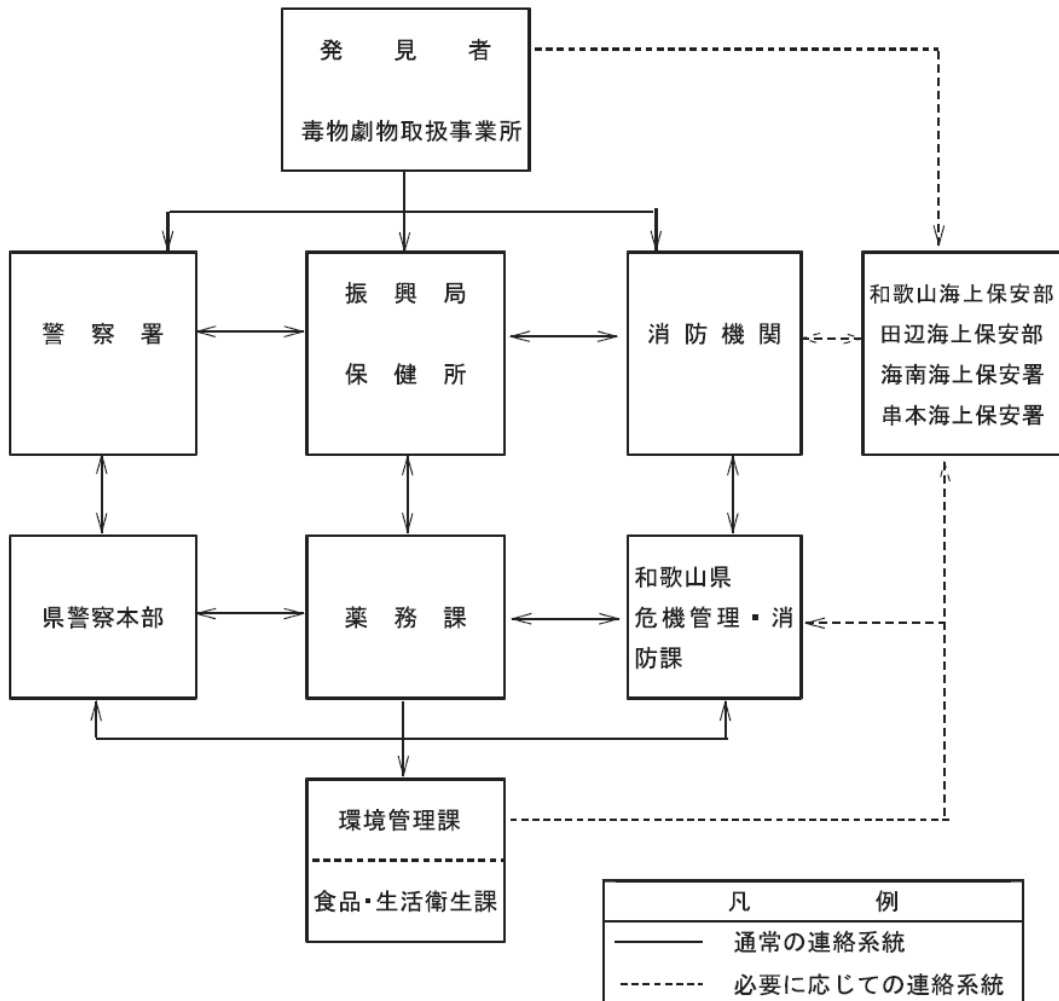 発見者
毒物劇物取扱事業所
警察署
振興局
保健所
消防機関
和歌山海上保安部
田辺海上保安部
海南海上保安署
串本海上保安署
県警察本部
薬務課
和歌山県
危機管理・消
防課
環境管理課
食品・生活衛生課
凡例
通常の連絡系統
必要に応じての連絡系統